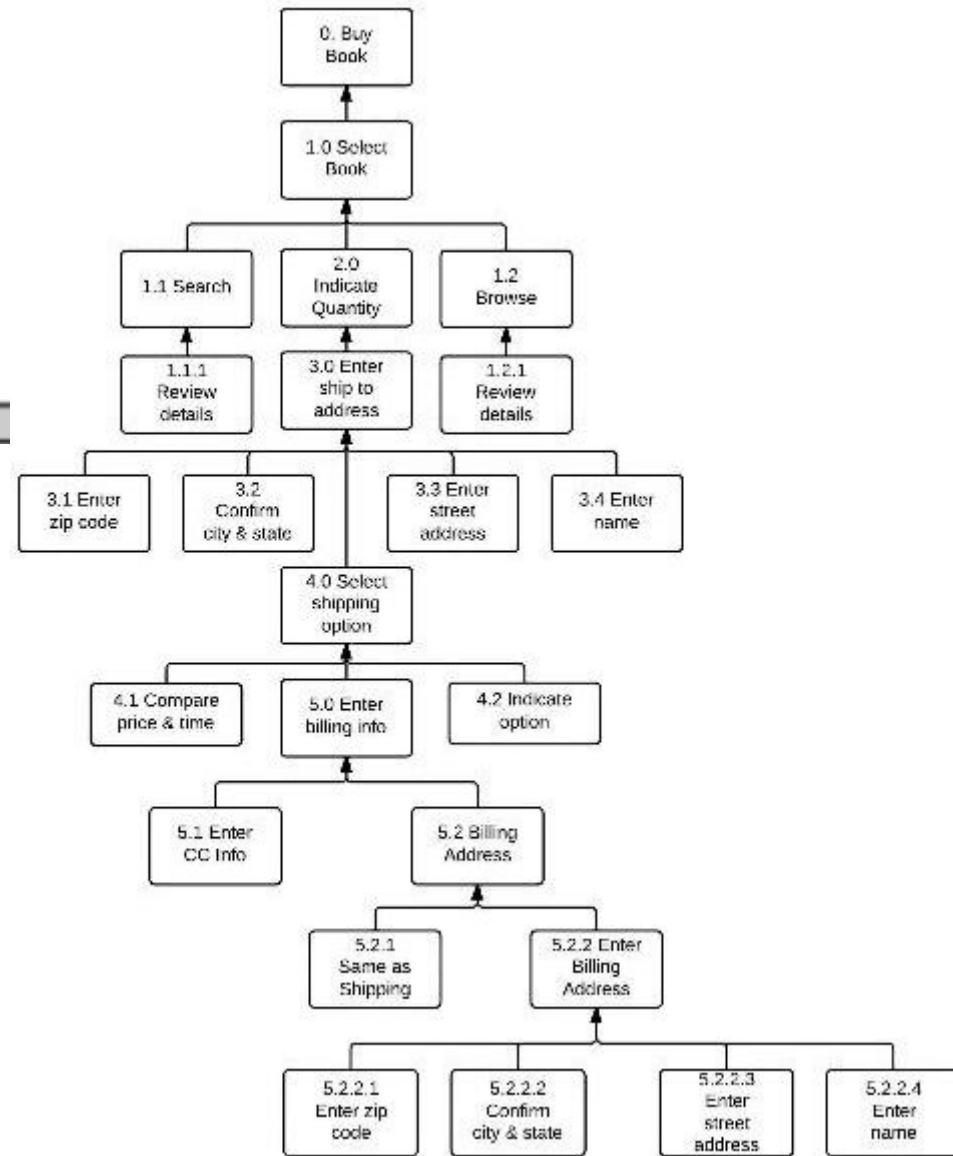 0. Buy
Book
1.0 Select
Book
1.1 Search
2.0
Indicate
Quantity
1.2
Browse
1.1.1
Review
details
3.0 Enter
ship to
address
1.2.1
Review
details
3.1 Enter
zip code
3.2
Confirm
city & state
3.3 Enter
street
address
3.4 Enter
name
4.0 Select
shipping
option
4.1 Compare
price & time
5.0 Enter
billing info
4.2 Indicate
option
5.1 Enter
CC Info
5.2 Billing
Address
5.2.1
Same as
Shipping
5.2.2 Enter
Billing
Address
5.2.2.1
Enter zip
code
5.2.2.2
Confirm
city & state
5.2.2.3
Enter
street
address
5.2.2.4
Enter
name